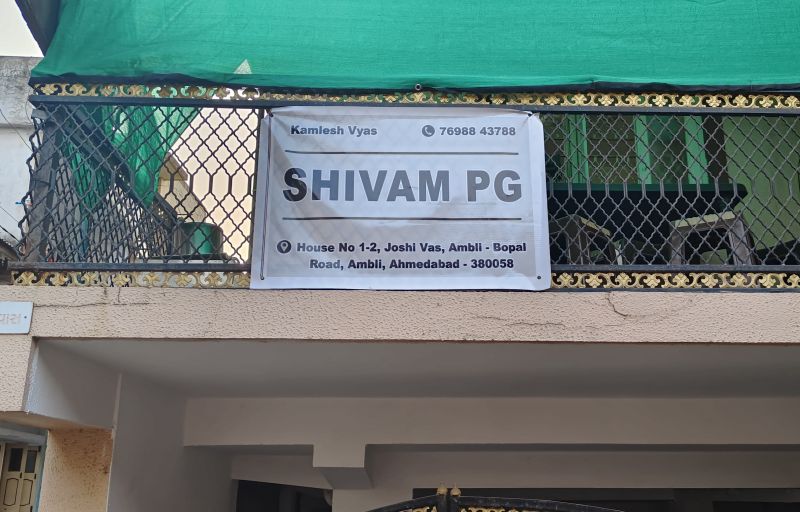 Kamlesh Vyas 76988 43788
SHIVAM PG
House No 1-2, Joshi Vas, Ambli - Bopal
Road, Ambli, Ahmedabad - 380058